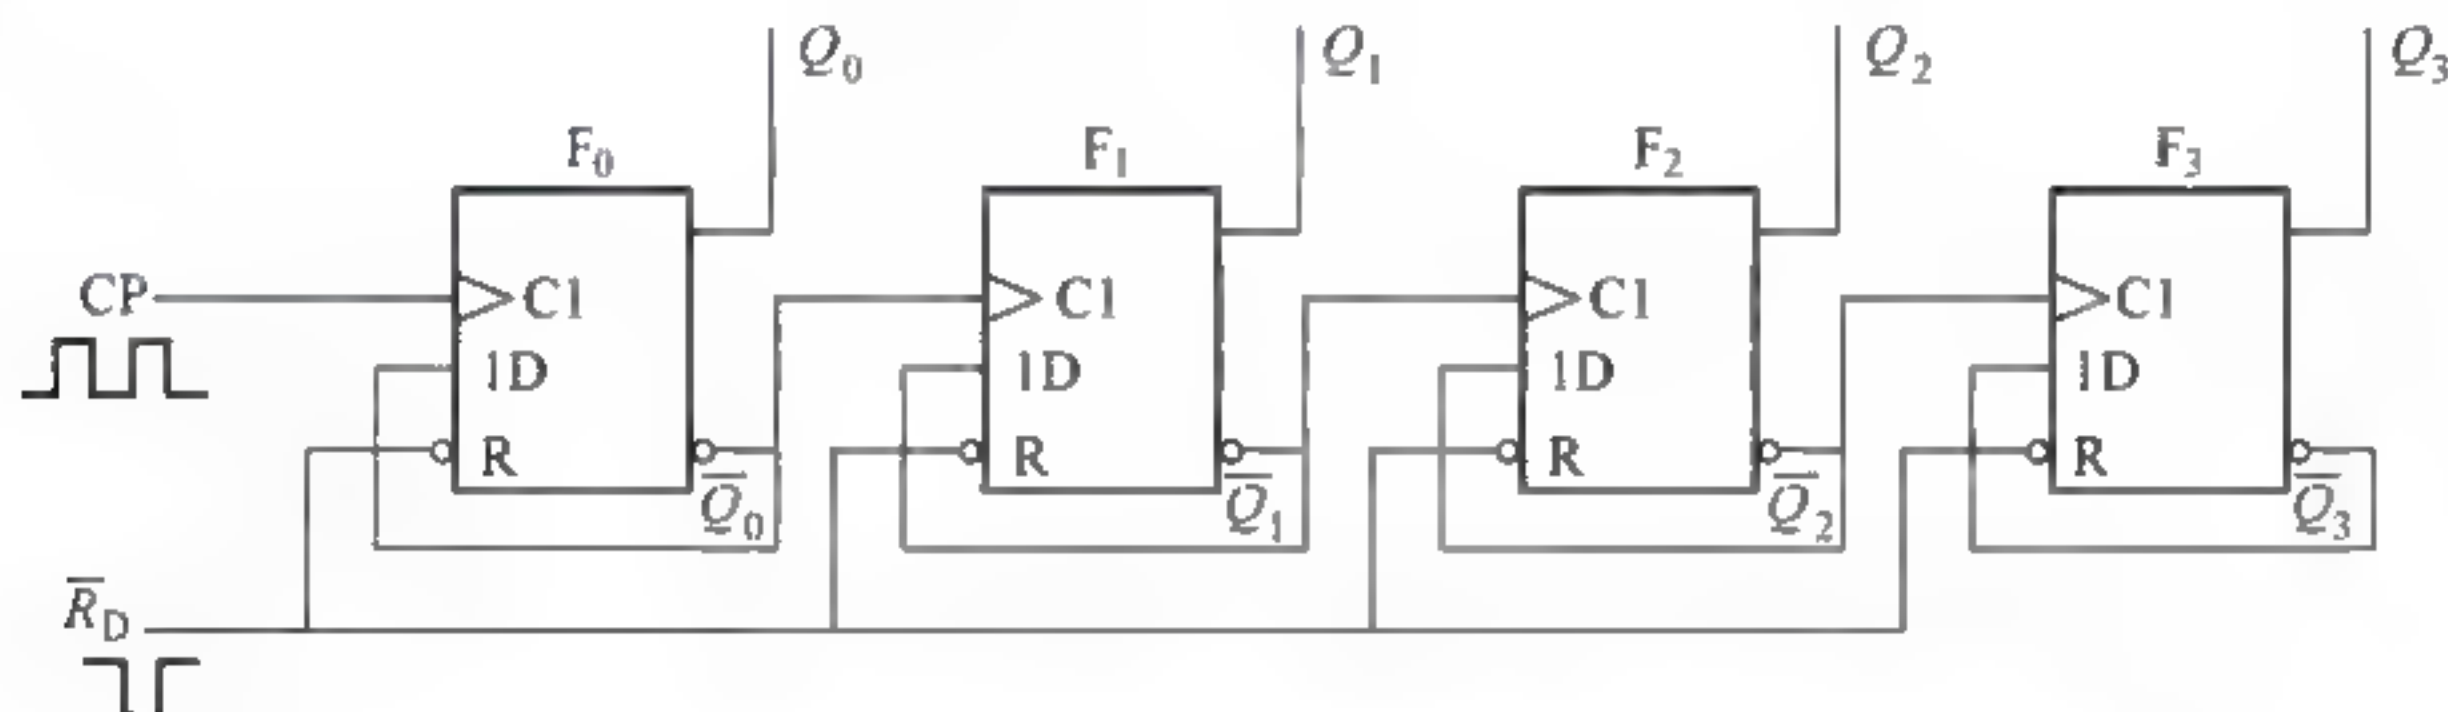 Q₀ Q₁ Q₂ Q₃
F₀ F₁ F₂ F₃
CP C1 C1 C1 C1
1D 1D 1D 1D
R R R R
Q̅₀ Q̅₁ Q̅₂ Q̅₃
R̅_D